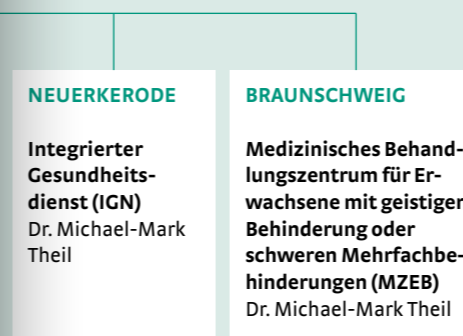 NEUERKERODE
Integrierter
Gesundheits-
dienst (IGN)
Dr. Michael-Mark
Theil
BRAUNSCHWEIG
Medizinisches Behand-
lungszentrum für Er-
wachsene mit geistiger
Behinderung oder
schweren Mehrfachbe-
hinderungen (MZEB)
Dr. Michael-Mark Theil